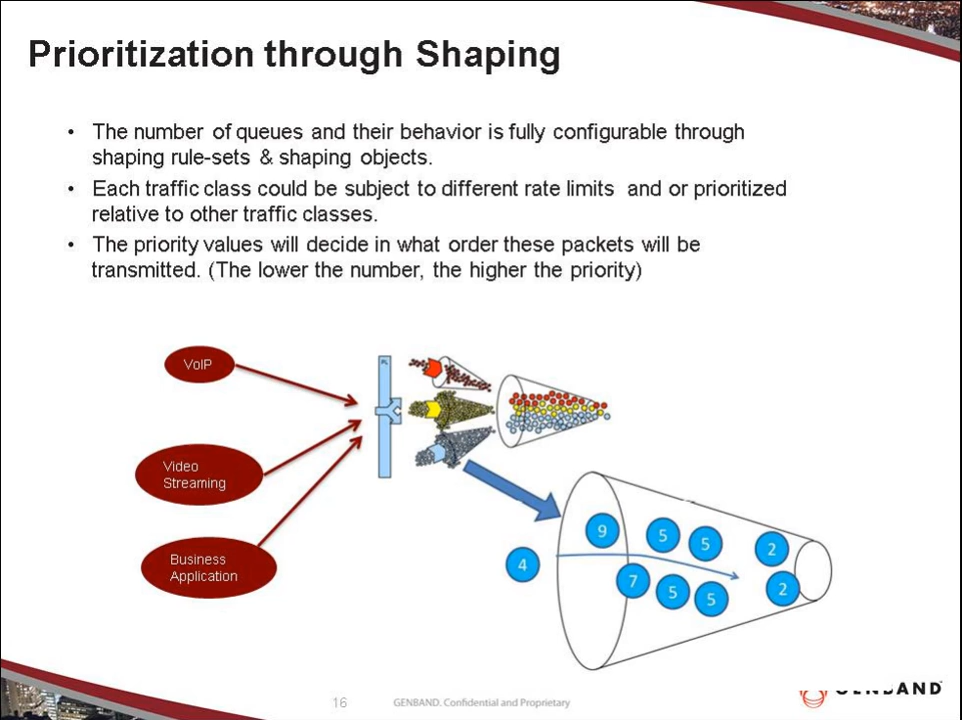 Prioritization through Shaping
• The number of queues and their behavior is fully configurable through
shaping rule-sets & shaping objects.
• Each traffic class could be subject to different rate limits and or prioritized
relative to other traffic classes.
• The priority values will decide in what order these packets will be
transmitted. (The lower the number, the higher the priority)
VoIP
Video
Streaming
Business
Application
9
5
5
2
4
7
5
5
2
16
GENBAND. Confidential and Proprietary
GENBAND